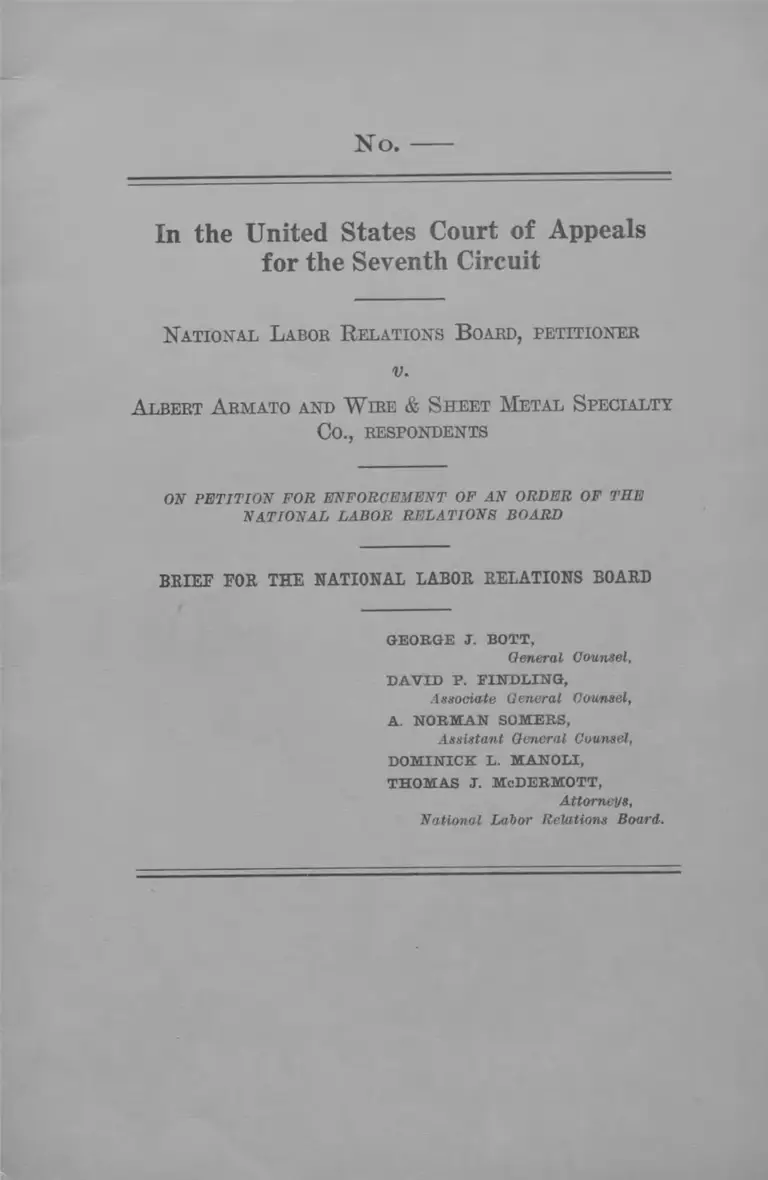 No. ——
In the United States Court of Appeals
for the Seventh Circuit
NATIONAL LABOR RELATIONS BOARD, PETITIONER
v.
ALBERT ARMATO AND WIRE & SHEET METAL SPECIALTY
CO., RESPONDENTS
ON PETITION FOR ENFORCEMENT OF AN ORDER OF THE
NATIONAL LABOR RELATIONS BOARD
BRIEF FOR THE NATIONAL LABOR RELATIONS BOARD
GEORGE J. BOTT,
General Counsel,
DAVID P. FINDLING,
Associate General Counsel,
A. NORMAN SOMERS,
Assistant General Counsel,
DOMINICK L. MANOLI,
THOMAS J. McDERMOTT,
Attorneys,
National Labor Relations Board.